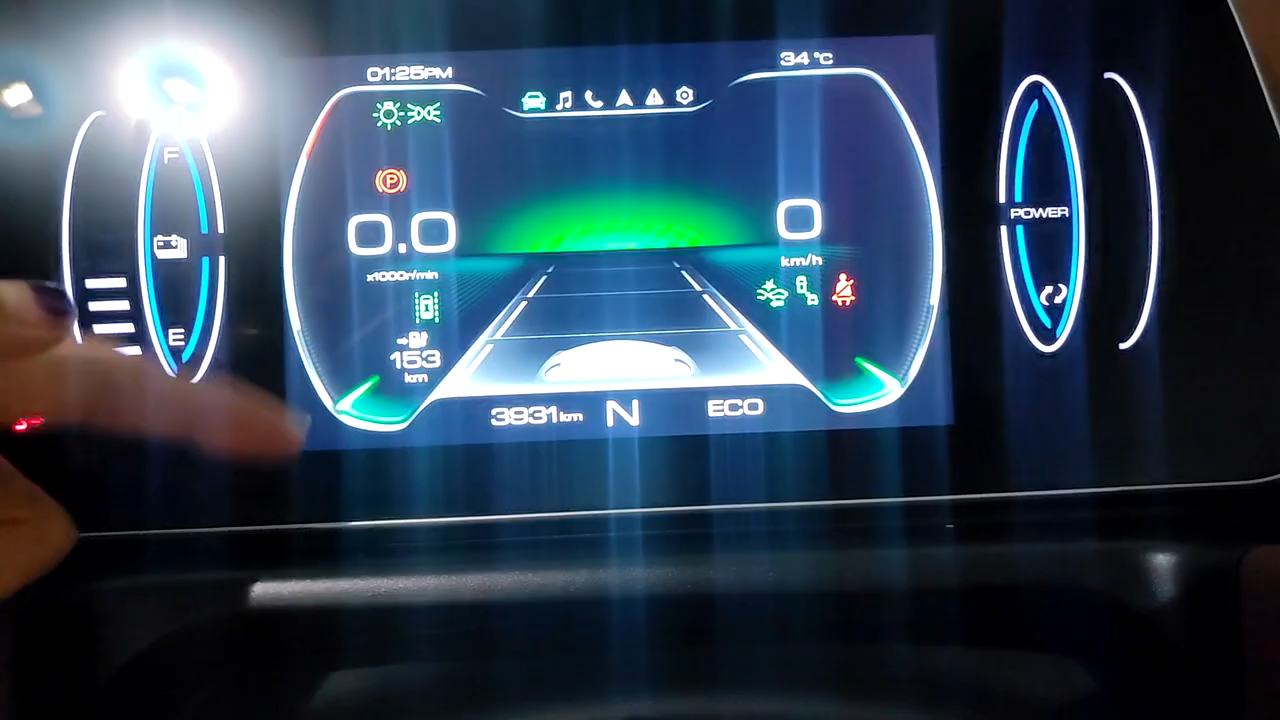 01:25PM
34 °C
F
P
0.0
0
POWER
x1000r/min
km/h
E
153
km
3931km
N
ECO